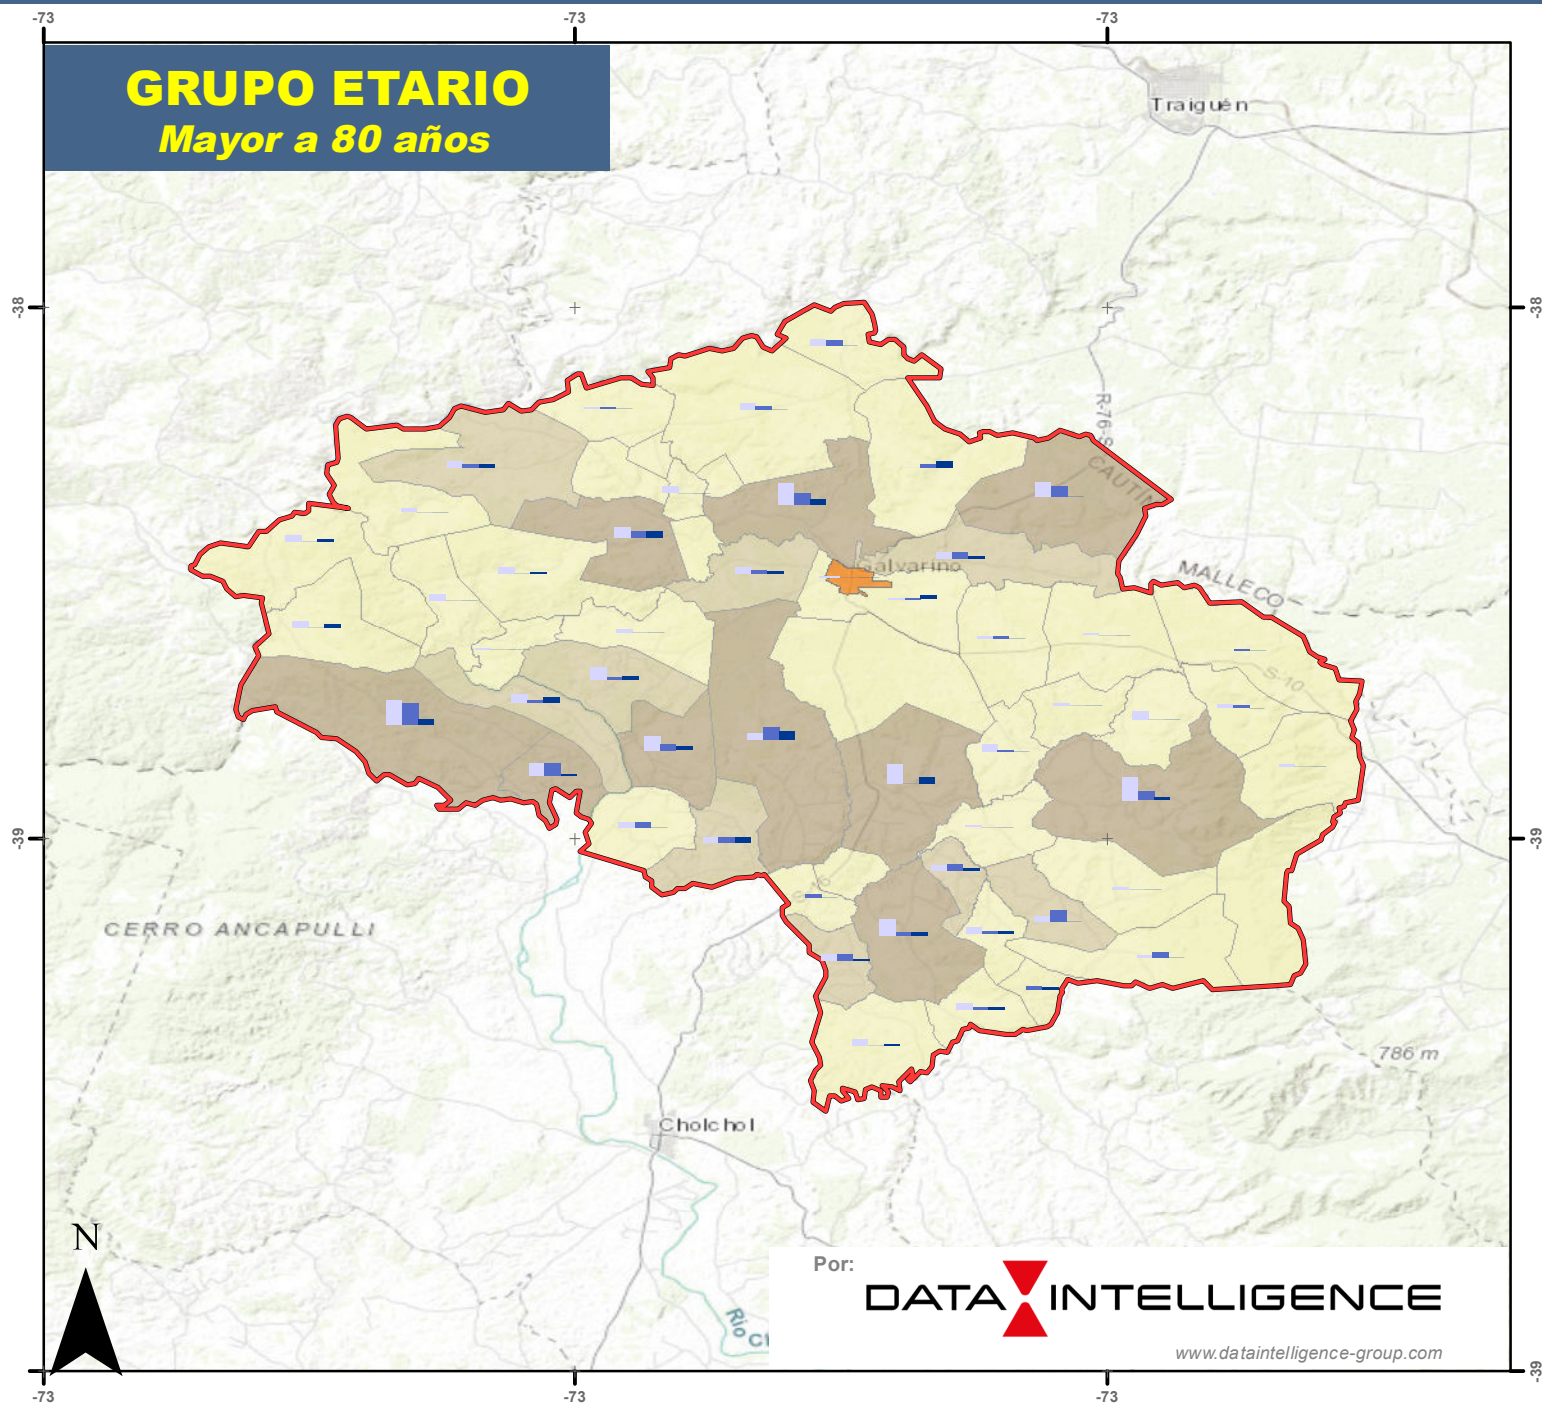 -73 -73 -73
GRUPO ETARIO
Mayor a 80 años
Traiguén
-38 -38
R-76-S
CAUTIN
Galvarino
MALLECO
S-10
-39 -39
CERRO ANCAPULLI
786 m
Cholchol
N
Por:
DATA INTELLIGENCE
Río
www.dataintelligence-group.com
-39
-73 -73 -73